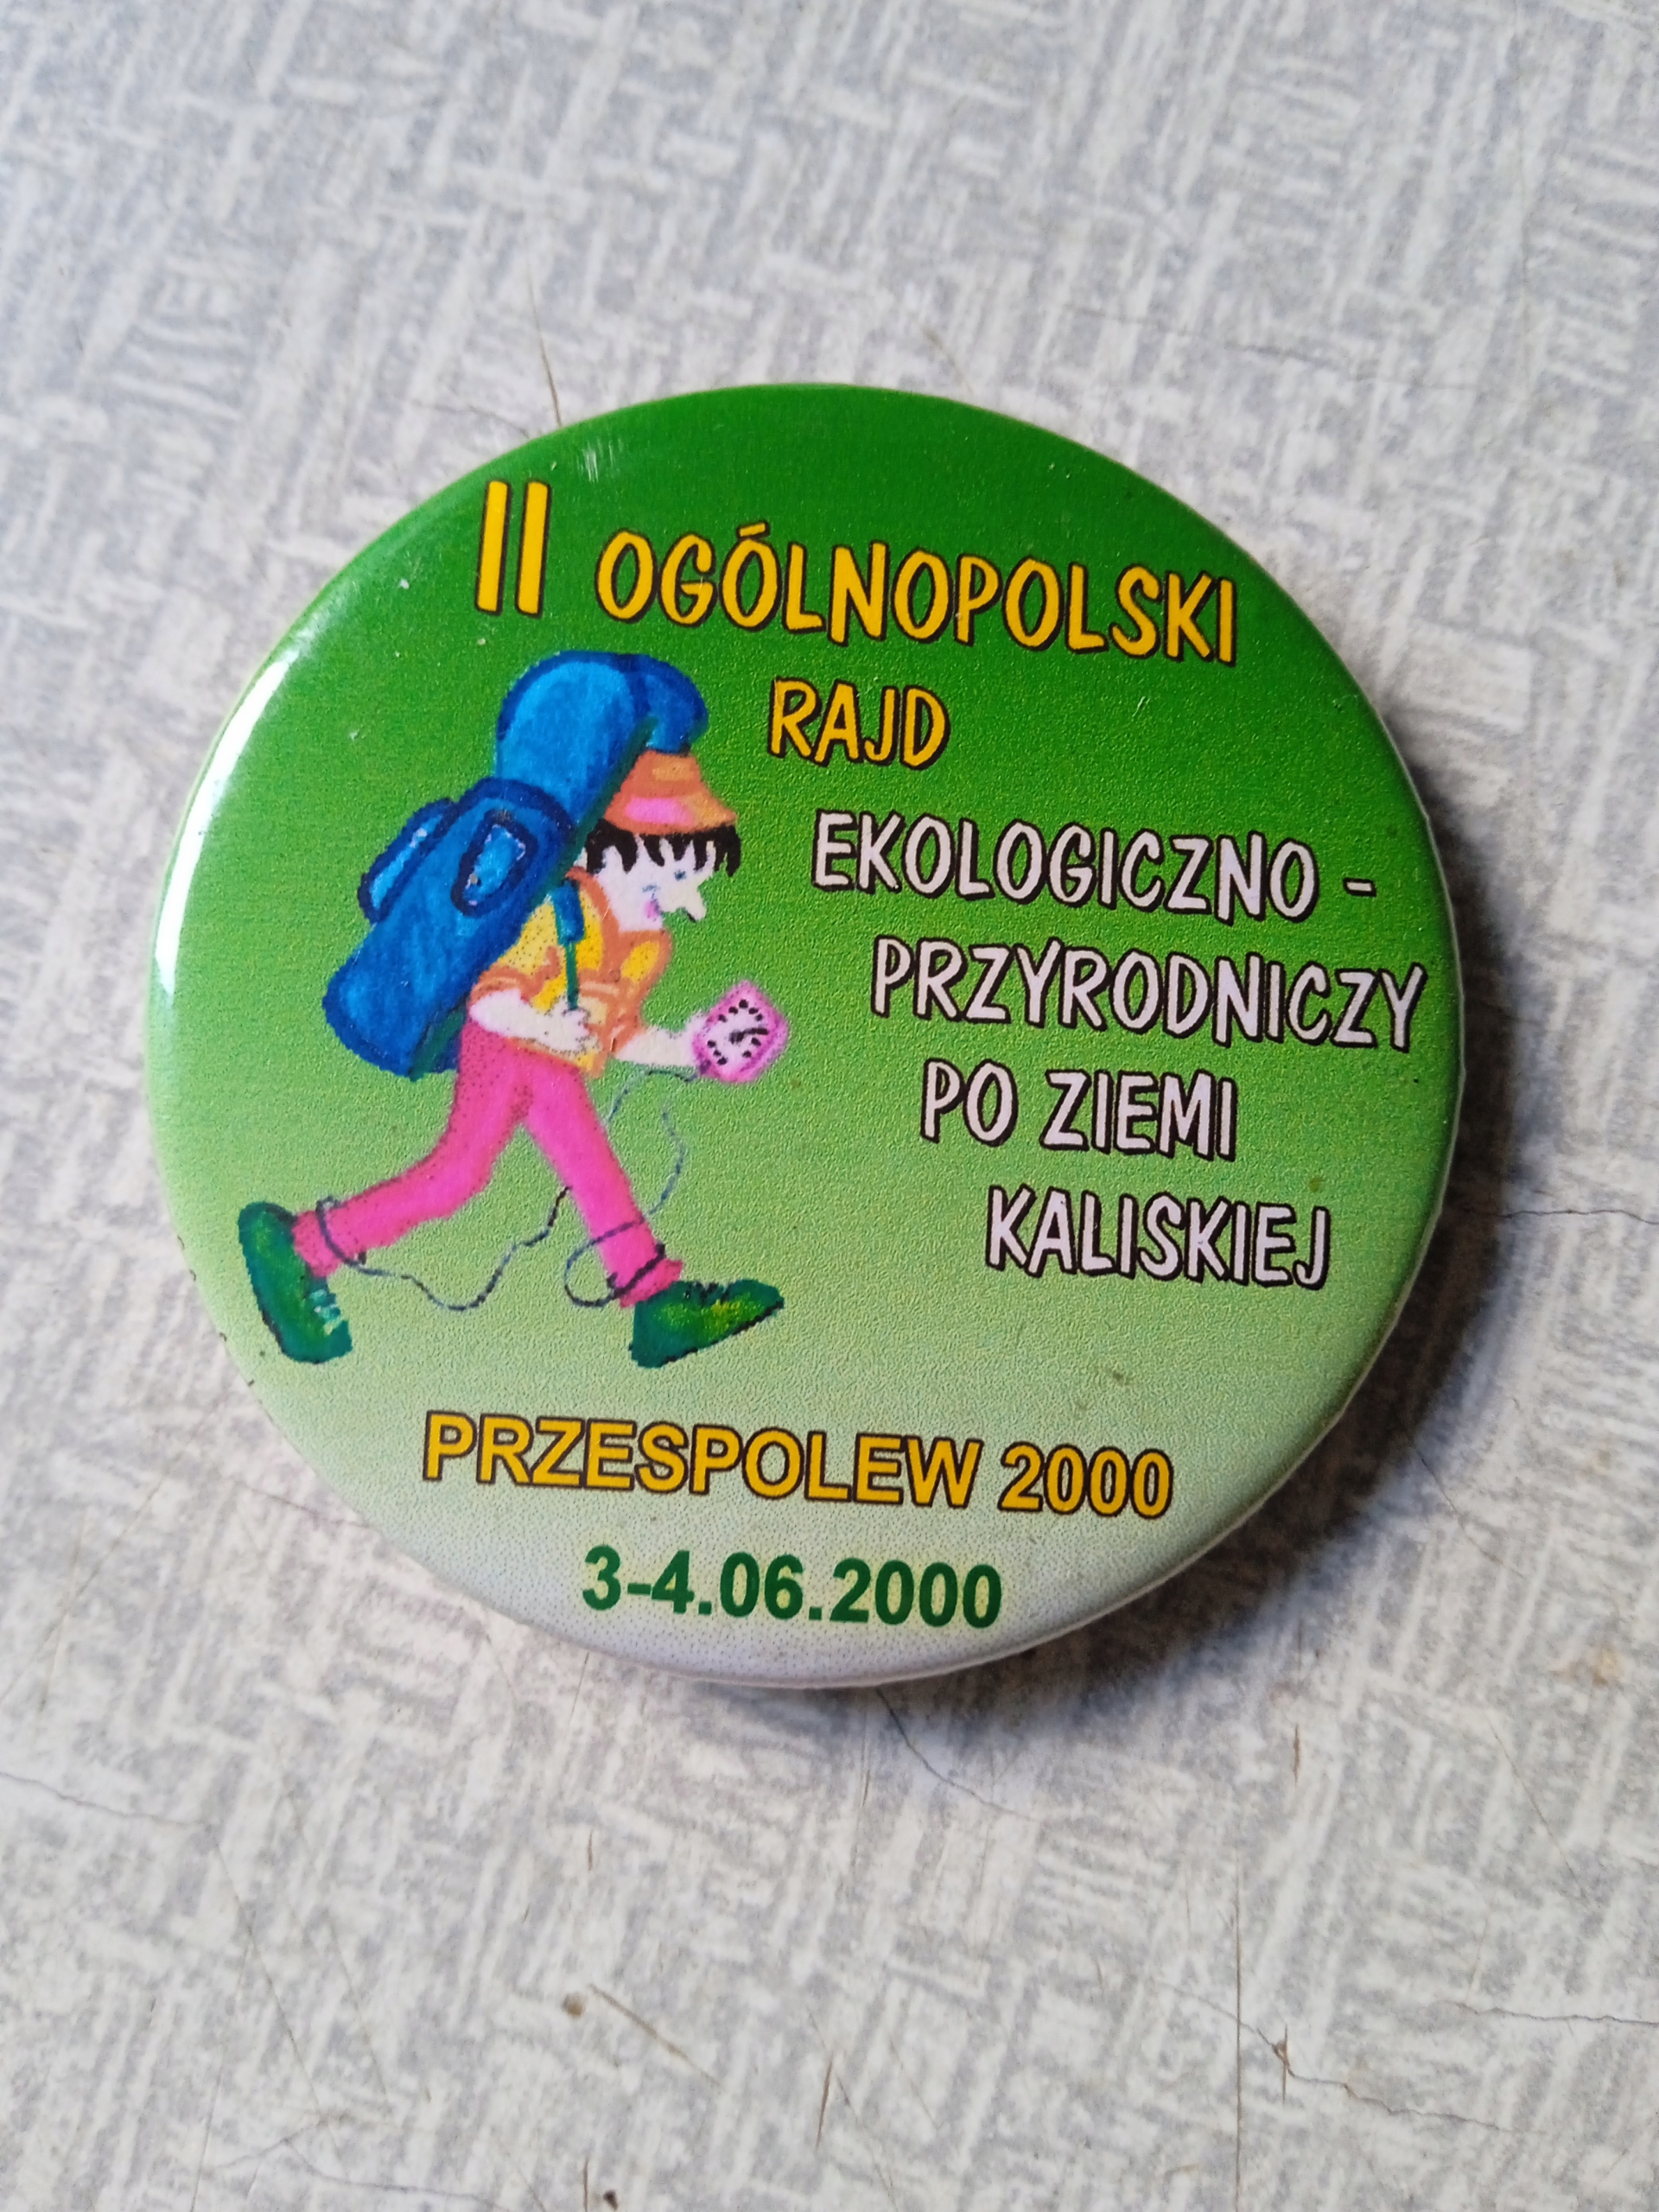 II OGÓLNOPOLSKI
RAJD
EKOLOGICZNO -
PRZYRODNICZY
PO ZIEMI
KALISKIEJ
PRZESPOLEW 2000
3-4.06.2000